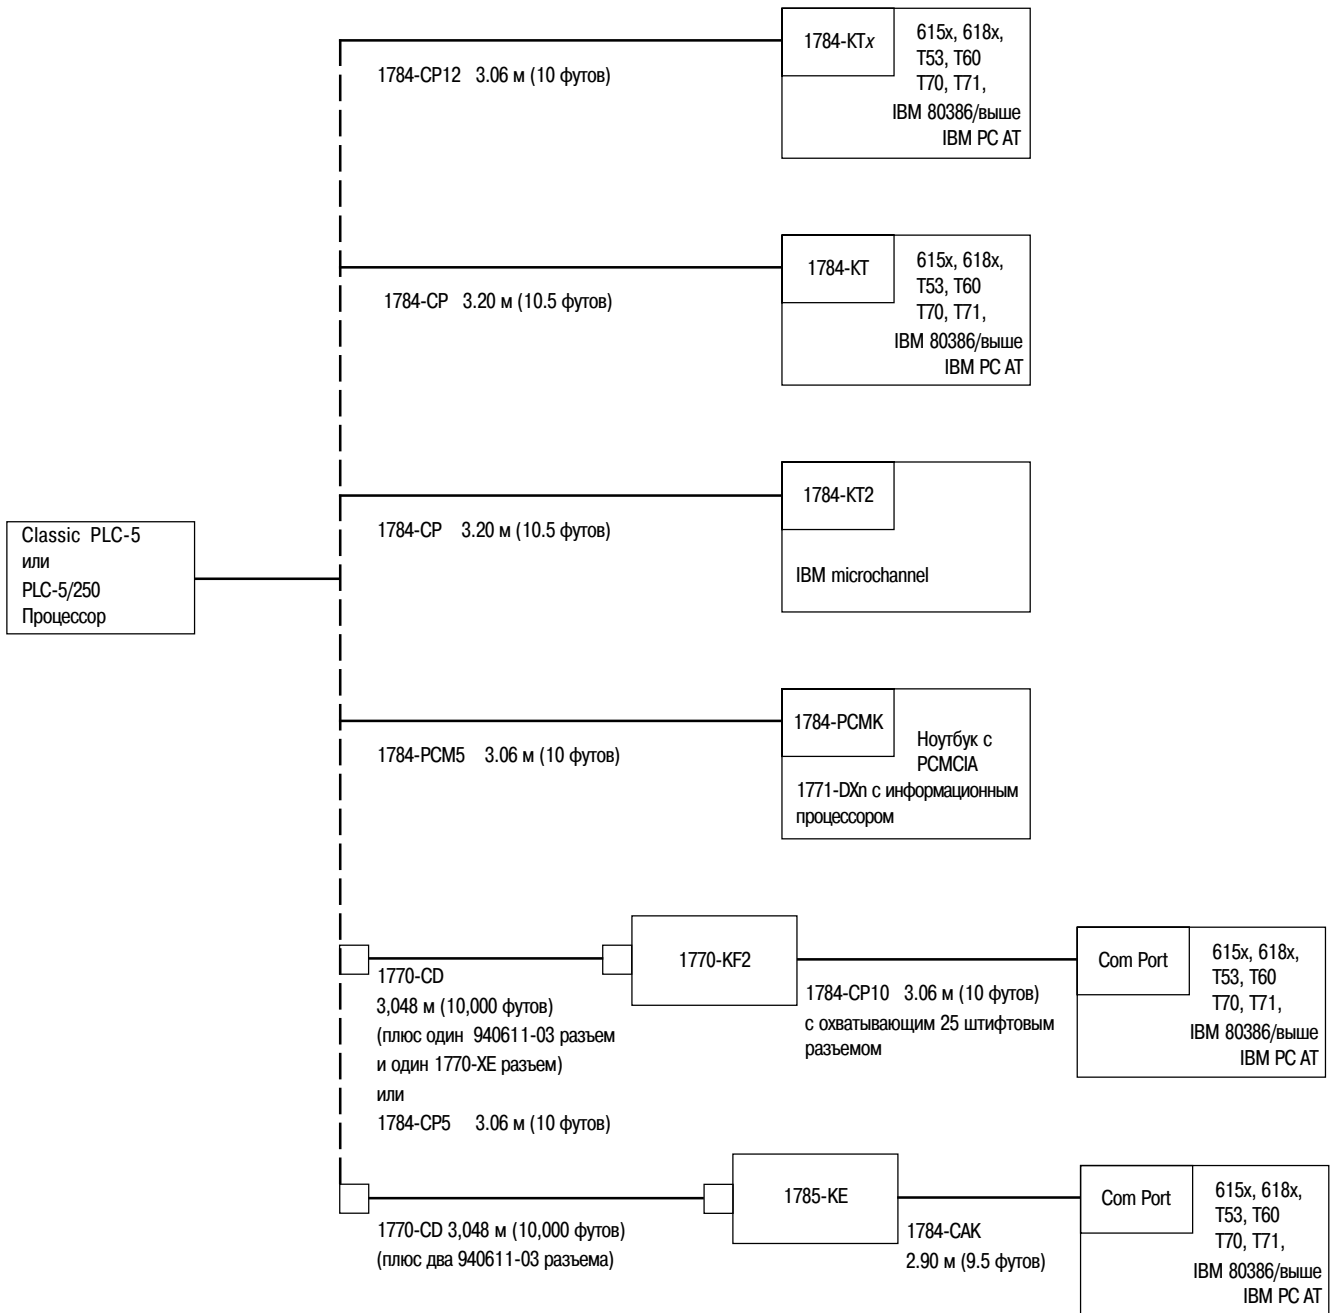 1784-KTx
615x, 618x,
T53, T60
T70, T71,
IBM 80386/выше
IBM PC AT
1784-CP12 3.06 м (10 футов)
1784-KT
615x, 618x,
T53, T60
T70, T71,
IBM 80386/выше
IBM PC AT
1784-CP 3.20 м (10.5 футов)
1784-KT2
IBM microchannel
1784-CP 3.20 м (10.5 футов)
Classic PLC-5
или
PLC-5/250
Процессор
1784-PCMK
Ноутбук с
PCMCIA
1771-DXn с информационным
процессором
1784-PCM5 3.06 м (10 футов)
1770-CD
3,048 м (10,000 футов)
(плюс один 940611-03 разъем
и один 1770-XE разъем)
или
1784-CP5 3.06 м (10 футов)
1770-KF2
1784-CP10 3.06 м (10 футов)
с охватывающим 25 штифтовым
разъемом
Com Port
615x, 618x,
T53, T60
T70, T71,
IBM 80386/выше
IBM PC AT
1770-CD 3,048 м (10,000 футов)
(плюс два 940611-03 разъема)
1785-KE
1784-CAK
2.90 м (9.5 футов)
Com Port
615x, 618x,
T53, T60
T70, T71,
IBM 80386/выше
IBM PC AT